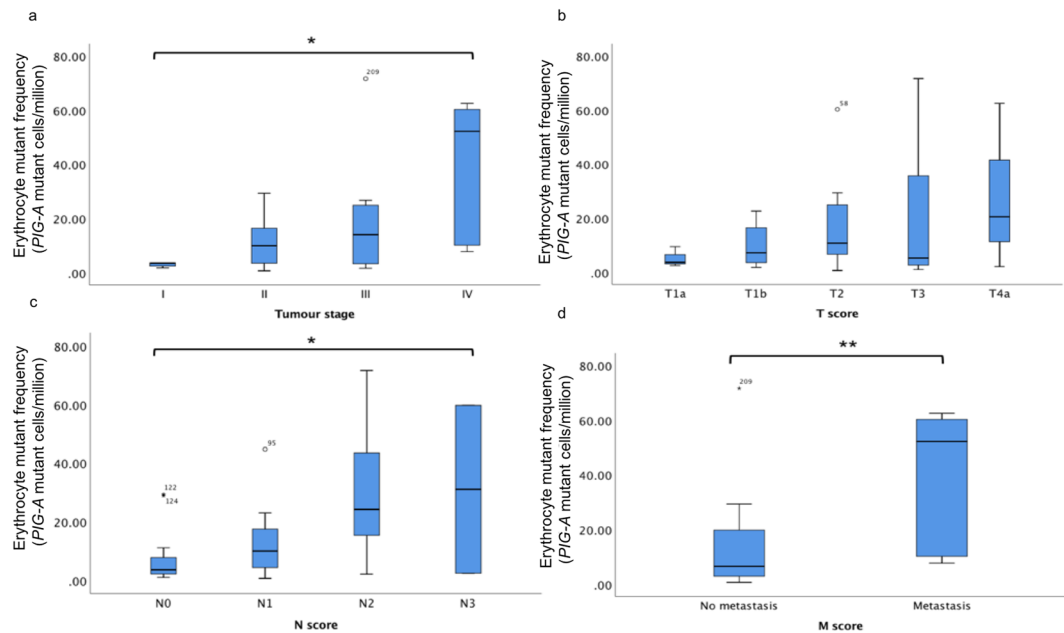 a
Erythrocyte mutant frequency
(PIG-A mutant cells/million)
80.00
60.00
40.00
20.00
.00
*
209
I II III IV
Tumour stage
b
Erythrocyte mutant frequency
(PIG-A mutant cells/million)
80.00
60.00
40.00
20.00
.00
58
T1a T1b T2 T3 T4a
T score
c
Erythrocyte mutant frequency
(PIG-A mutant cells/million)
80.00
60.00
40.00
20.00
.00
*
122
124
95
N0 N1 N2 N3
N score
d
Erythrocyte mutant frequency
(PIG-A mutant cells/million)
80.00
60.00
40.00
20.00
.00
**
209
No metastasis Metastasis
M score